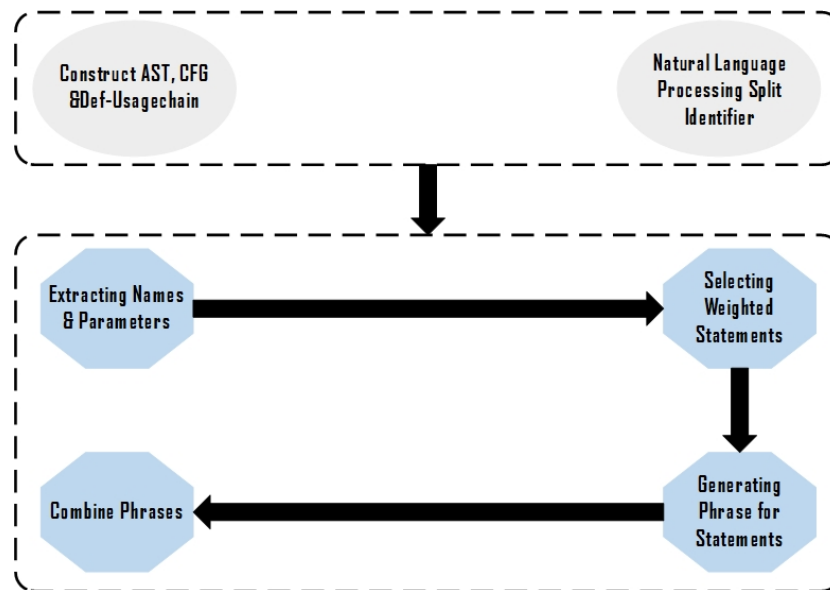 Construct AST, CFG
&Def-Usagechain
Natural Language
Processing Split
Identifier
Extracting Names
& Parameters
Selecting
Weighted
Statements
Combine Phrases
Generating
Phrase for
Statements